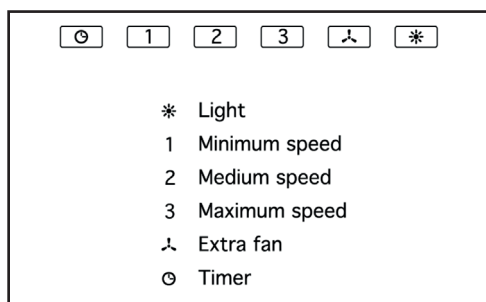 1 2 3
Light
1 Minimum speed
2 Medium speed
3 Maximum speed
Extra fan
Timer